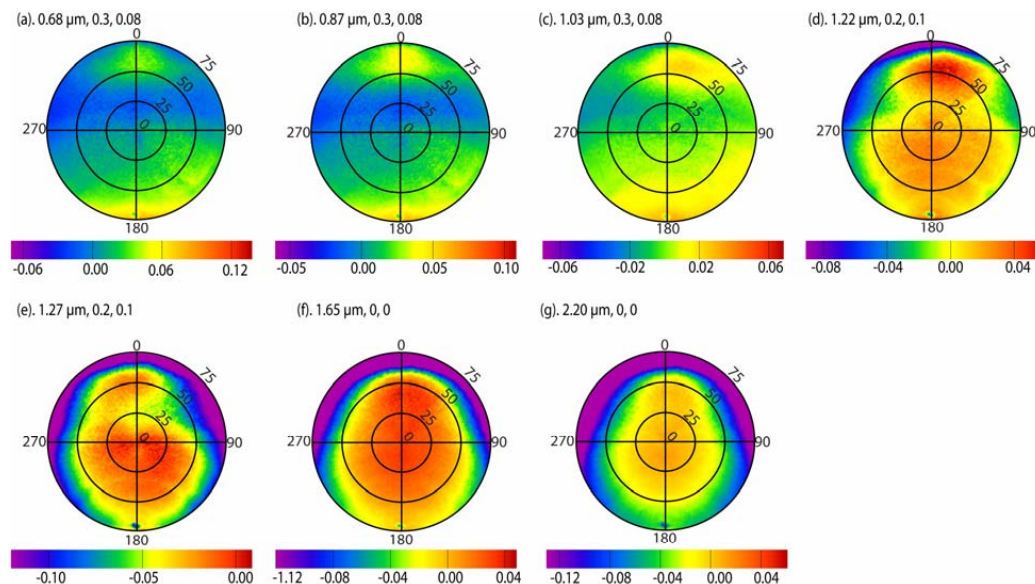 (a). 0.68 µm, 0.3, 0.08
(b). 0.87 µm, 0.3, 0.08
(c). 1.03 µm, 0.3, 0.08
(d). 1.22 µm, 0.2, 0.1
0 75 50 25 0 270 90 180
0 75 50 25 0 270 90 180
0 75 50 25 0 270 90 180
0 75 50 25 0 270 90 180
-0.06 0.00 0.06 0.12
-0.05 0.00 0.05 0.10
-0.06 -0.02 0.02 0.06
-0.08 -0.04 0.00 0.04
(e). 1.27 µm, 0.2, 0.1
(f). 1.65 µm, 0, 0
(g). 2.20 µm, 0, 0
0 75 50 25 0 270 90 180
0 75 50 25 0 270 90 180
0 75 50 25 0 270 90 180
-0.10 -0.05 0.00
-1.12 -0.08 -0.04 0.00 0.04
-0.12 -0.08 -0.04 0.00 0.04